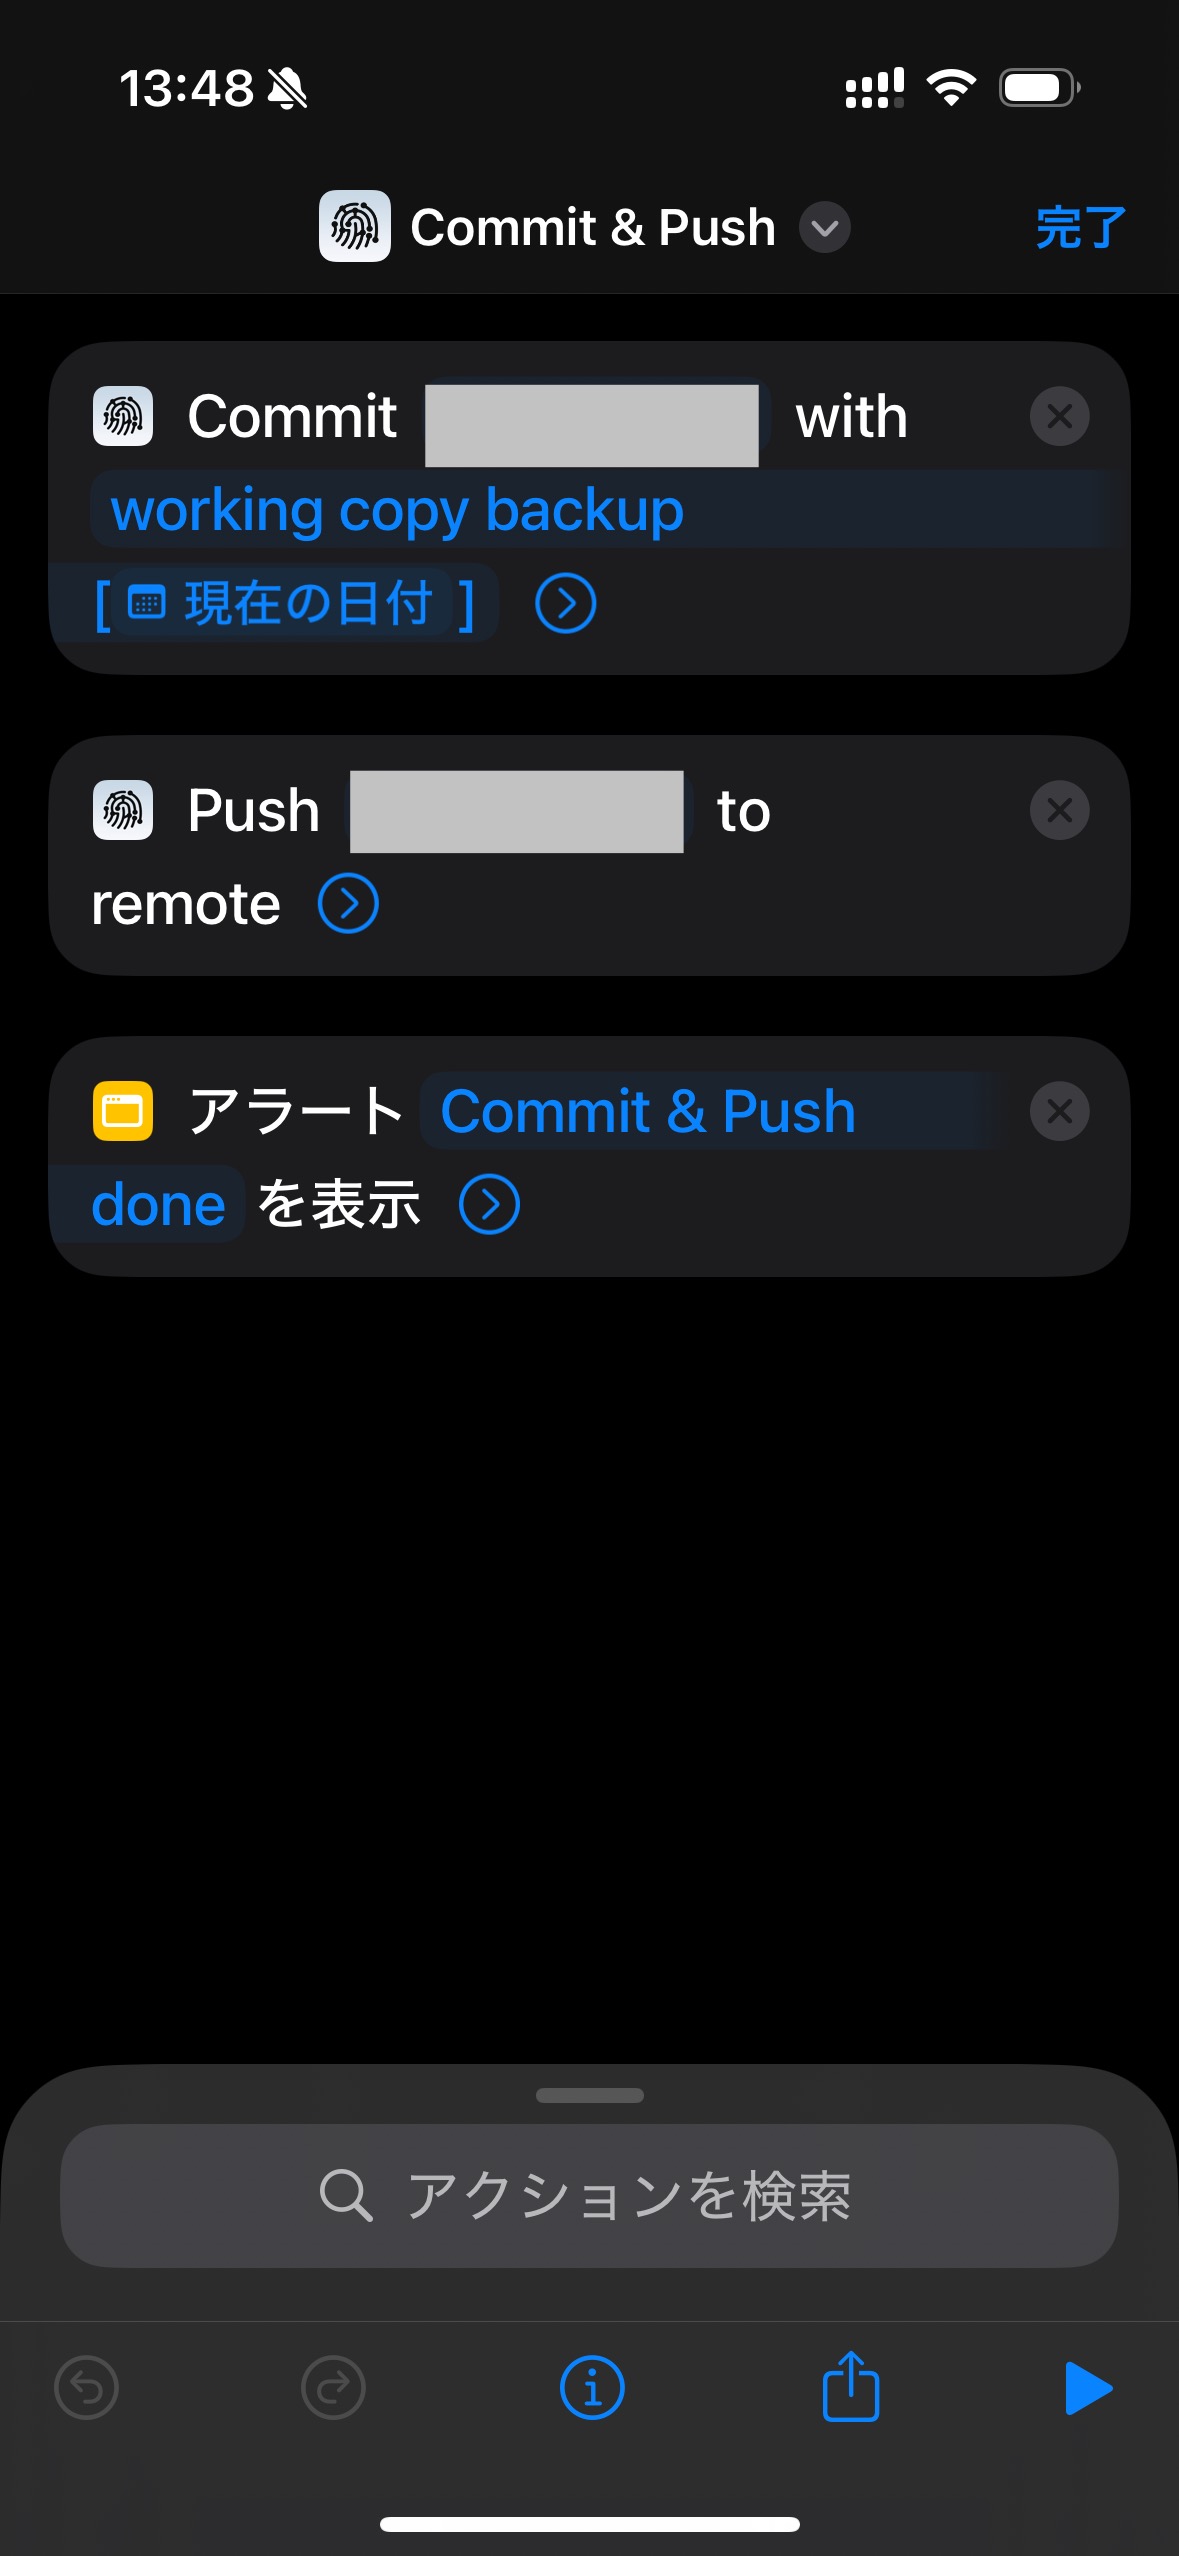 13:48
Commit & Push
完了
Commit with
working copy backup
[現在の日付]
Push to
remote
アラート Commit & Push
done を表示
アクションを検索